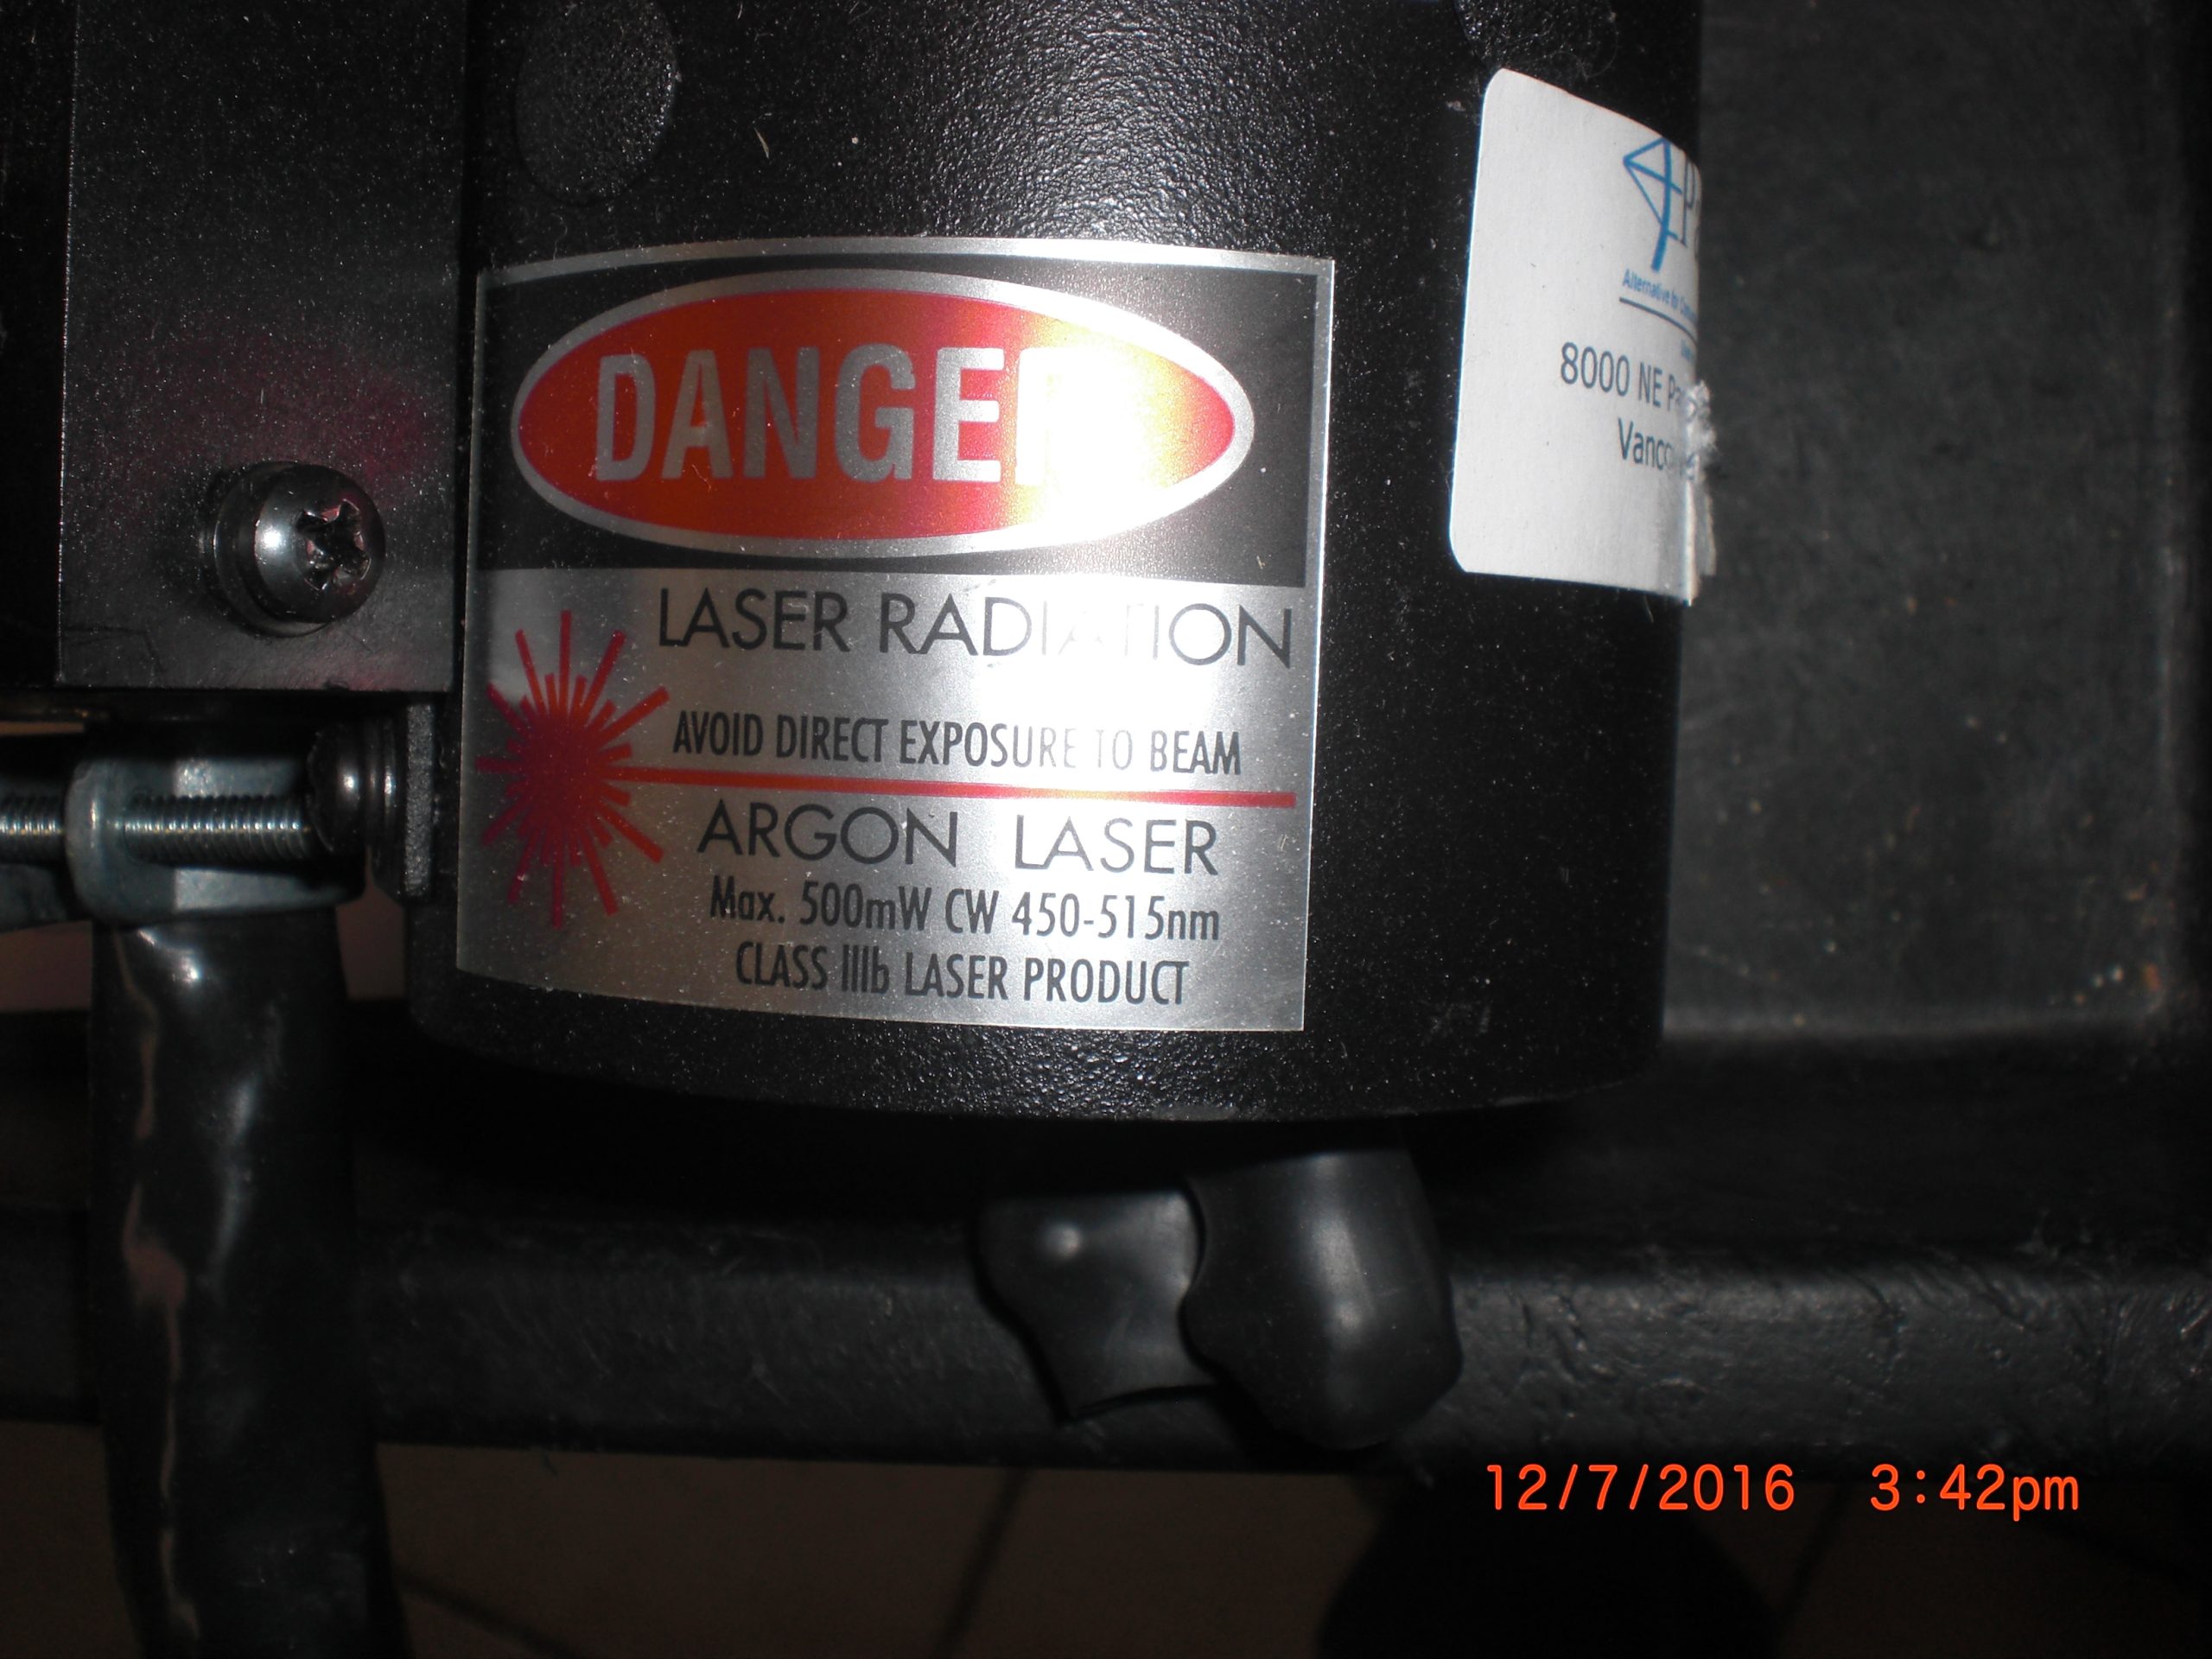 DANGER
LASER RADIATION
AVOID DIRECT EXPOSURE TO BEAM
ARGON LASER
Max. 500mW CW 450-515nm
CLASS IIIb LASER PRODUCT
Alternative
8000 NE
12/7/2016 3:42pm